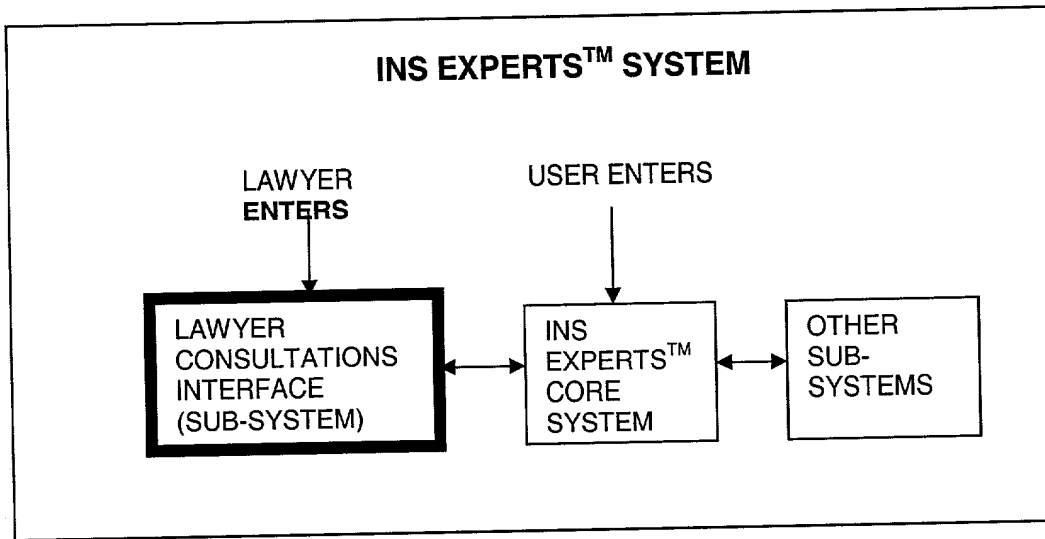 INS EXPERTS™ SYSTEM
LAWYER
ENTERS
USER ENTERS
LAWYER
CONSULTATIONS
INTERFACE
(SUB-SYSTEM)
INS
EXPERTS™
CORE
SYSTEM
OTHER
SUB-
SYSTEMS